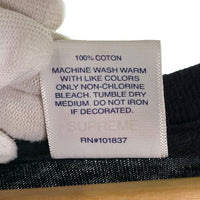 100% COTON
MACHINE WASH WARM
WITH LIKE COLORS
ONLY NON-CHLORINE
BLEACH. TUMBLE DRY
MEDIUM. DO NOT IRON
IF DECORATED.
SUPREME
RN#101837